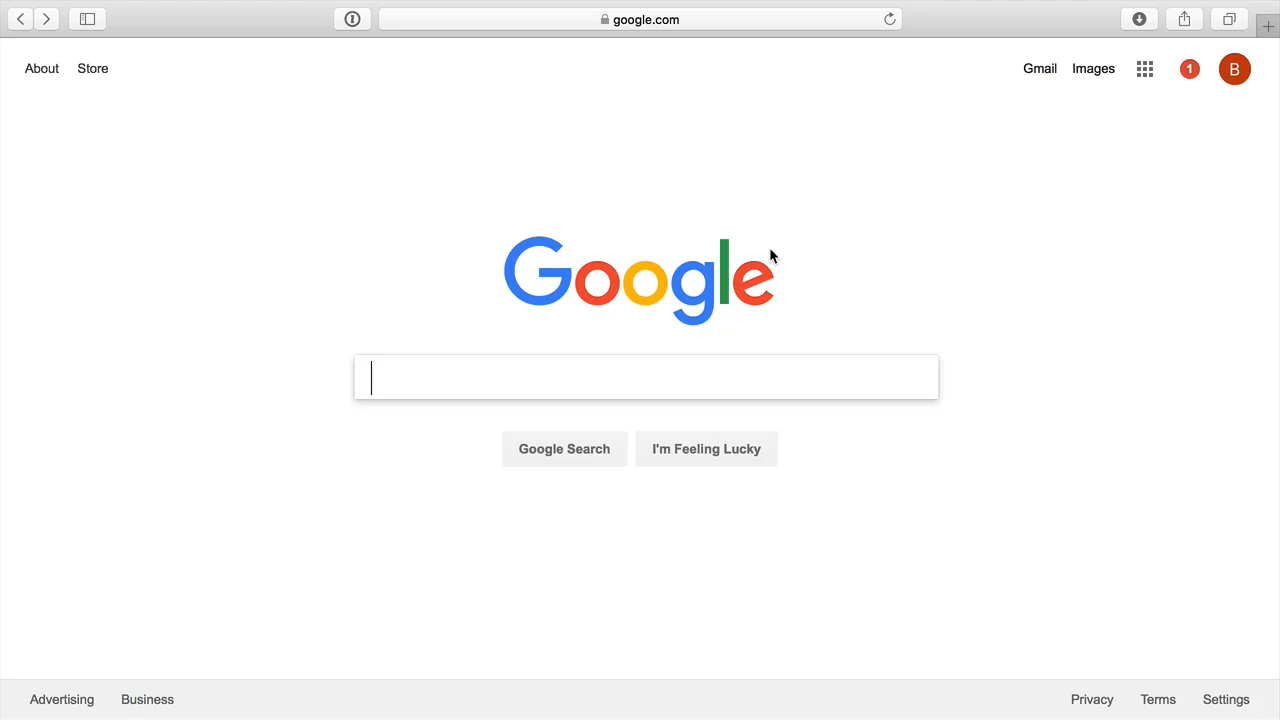 google.com
About Store
Gmail Images 1 B
Google
Google Search I'm Feeling Lucky
Advertising Business
Privacy Terms Settings